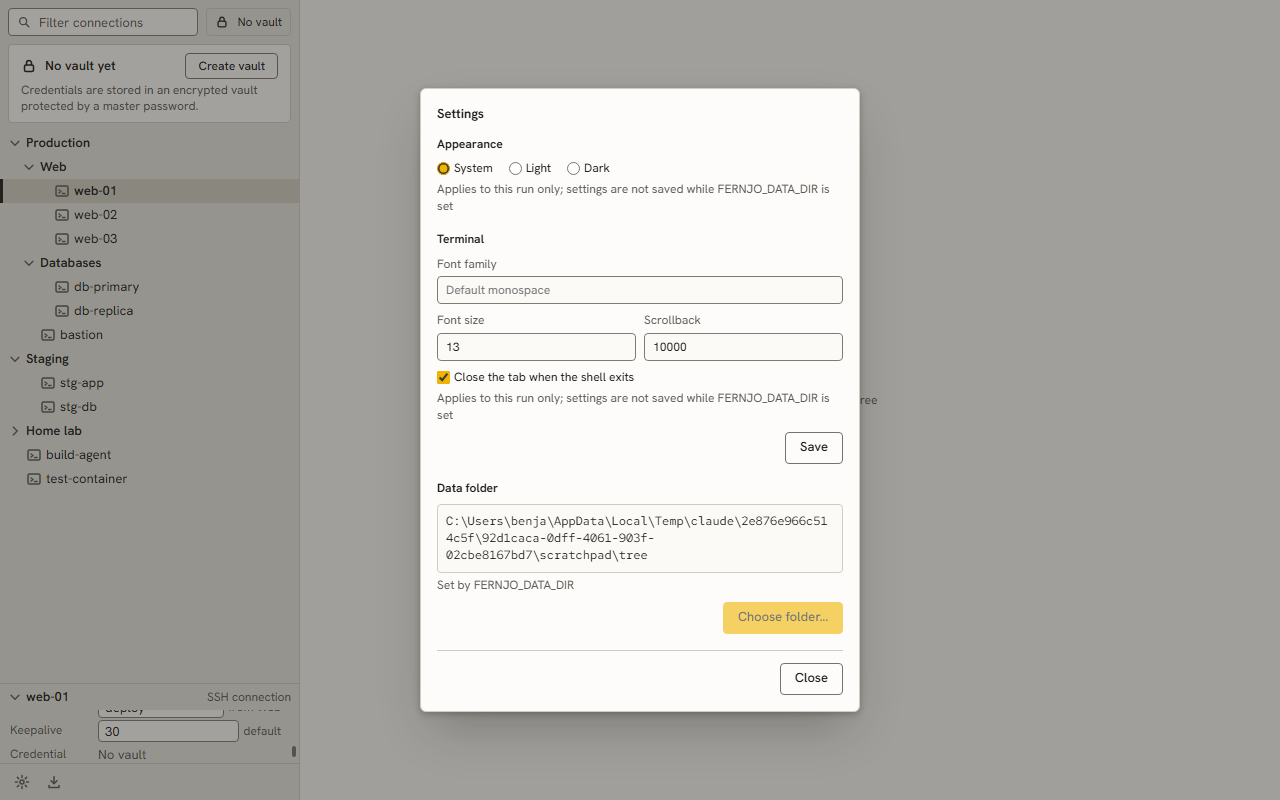 Filter connections
No vault
No vault yet
Create vault
Credentials are stored in an encrypted vault
protected by a master password.
Production
Web
web-01
web-02
web-03
Databases
db-primary
db-replica
bastion
Staging
stg-app
stg-db
Home lab
build-agent
test-container
web-01
SSH connection
Keepalive
30
default
Credential
No vault
Settings
Appearance
System
Light
Dark
Applies to this run only; settings are not saved while FERNJO_DATA_DIR is
set
Terminal
Font family
Default monospace
Font size
Scrollback
13
10000
Close the tab when the shell exits
Applies to this run only; settings are not saved while FERNJO_DATA_DIR is
set
Save
Data folder
C:\Users\benja\AppData\Local\Temp\claude\2e876e966c51
4c5f\92d1caca-0dff-4061-903f-
02cbe8167bd7\scratchpad\tree
Set by FERNJO_DATA_DIR
Choose folder...
Close
ree